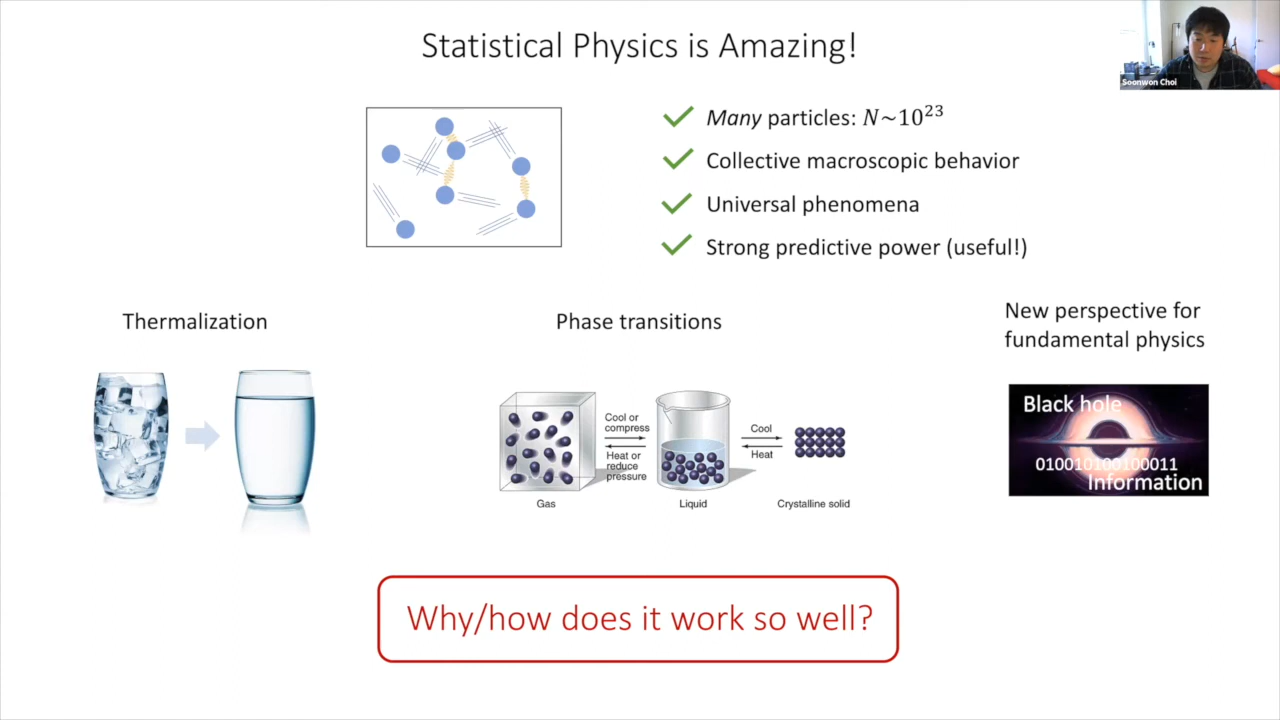 Statistical Physics is Amazing!
Soonwon Choi
Many particles: N~10²³
Collective macroscopic behavior
Universal phenomena
Strong predictive power (useful!)
Thermalization
Phase transitions
New perspective for
fundamental physics
Cool or
compress
Heat or
reduce
pressure
Cool
Heat
Gas
Liquid
Crystalline solid
Black hole
010010100100011
Information
Why/how does it work so well?